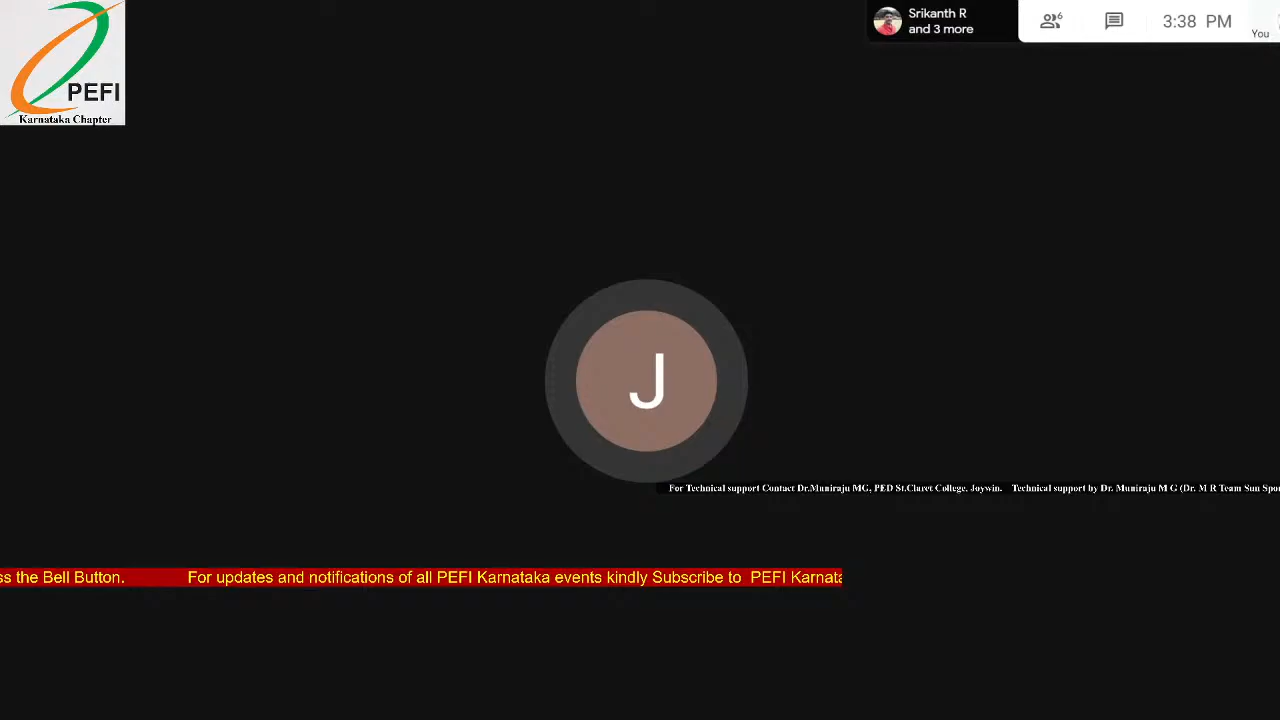 PEFI
Karnataka Chapter
Srikanth R
and 3 more
6
3:38 PM
You
J
For Technical support Contact Dr.Muniraju MG, PED St.Claret College, Joywin. Technical support by Dr. Muniraju M G (Dr. M R Team Sun Spo
ss the Bell Button. For updates and notifications of all PEFI Karnataka events kindly Subscribe to PEFI Karnata